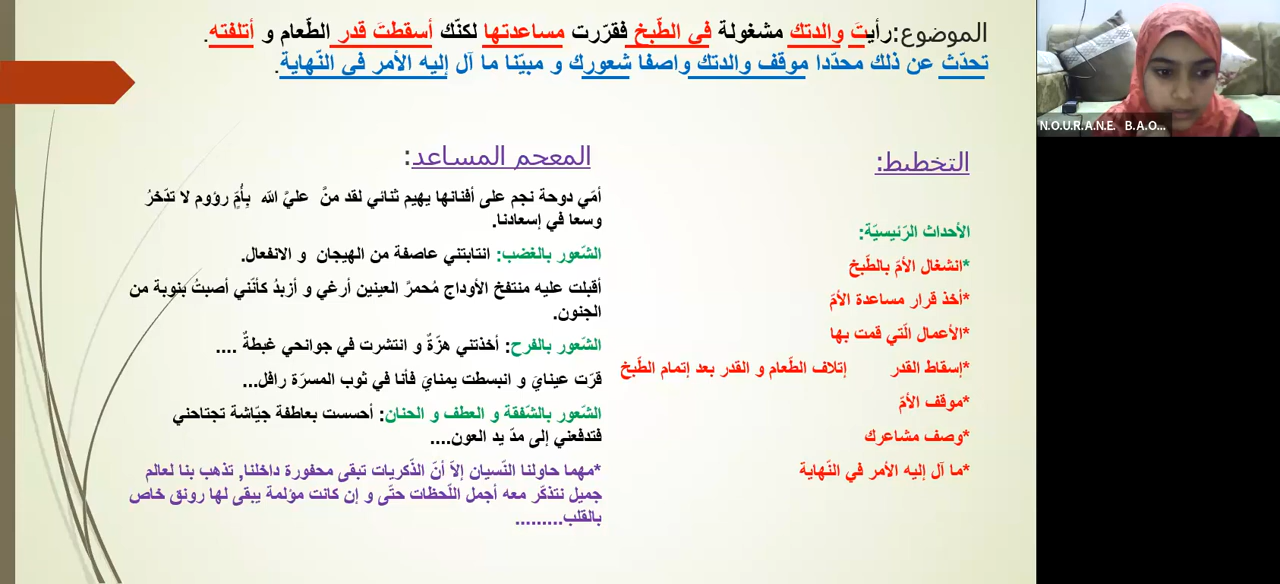 الموضوع:رأيتَ والدتك مشغولة في الطّبخ فقرّرت مساعدتها لكنّك أسقطتَ قدر الطّعام و أتلفته.
تحدّث عن ذلك محدّدا موقف والدتك واصفا شعورك و مبيّنا ما آل إليه الأمر في النّهاية.
التخطيط:
الأحداث الرّئيسيّة:
*انشغال الأمّ بالطّبخ
*أخذ قرار مساعدة الأمّ
*الأعمال الّتي قمت بها
*إسقاط القدر إتلاف الطّعام و القدر بعد إتمام الطّبخ
*موقف الأمّ
*وصف مشاعرك
*ما آل إليه الأمر في النّهاية
المعجم المساعد:
أمّي دوحة نجم على أفنانها يهيم ثنائي لقد منّ عليّ الله بِأُمٍّ رؤوم لا تدّخرُ
وسعا في إسعادنا.
الشّعور بالغضب: انتابتني عاصفة من الهيجان و الانفعال.
أقبلت عليه منتفخ الأوداج مُحمرّ العينين أرغي و أزبدُ كأنّني أصبتُ بنوبة من
الجنون.
الشّعور بالفرح: أخذتني هزّةٌ و انتشرت في جوانحي غبطةٌ ....
قرّت عينايَ و انبسطت يمنايَ فأنا في ثوب المسرّة رافل...
الشّعور بالشّفقة و العطف و الحنان: أحسست بعاطفة جيّاشة تجتاحني
فتدفعني إلى مدّ يد العون....
*مهما حاولنا النّسيان إلاّ أنّ الذّكريات تبقى محفورة داخلنا, تذهب بنا لعالم
جميل نتذكّر معه أجمل اللّحظات حتّى و إن كانت مؤلمة يبقى لها رونق خاص
بالقلب.........
N.O.U.R.A.N.E. B.A.O...